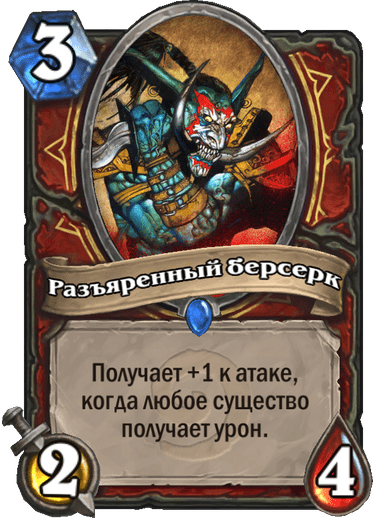 3
Разъяренный берсерк
Получает +1 к атаке,
когда любое существо
получает урон.
2
4